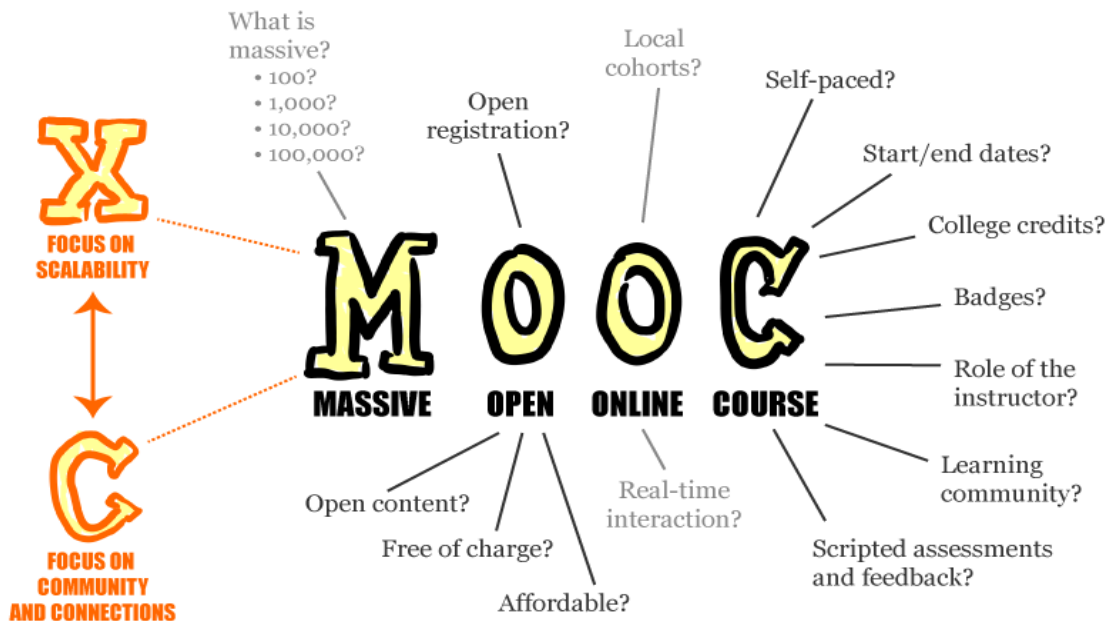 What is
massive?
• 100?
• 1,000?
• 10,000?
• 100,000?
Local
cohorts?
Self-paced?
Open
registration?
Start/end dates?
College credits?
X
FOCUS ON
SCALABILITY
MOOC
MASSIVE OPEN ONLINE COURSE
Badges?
Role of the
instructor?
C
FOCUS ON
COMMUNITY
AND CONNECTIONS
Open content?
Free of charge?
Affordable?
Real-time
interaction?
Learning
community?
Scripted assessments
and feedback?